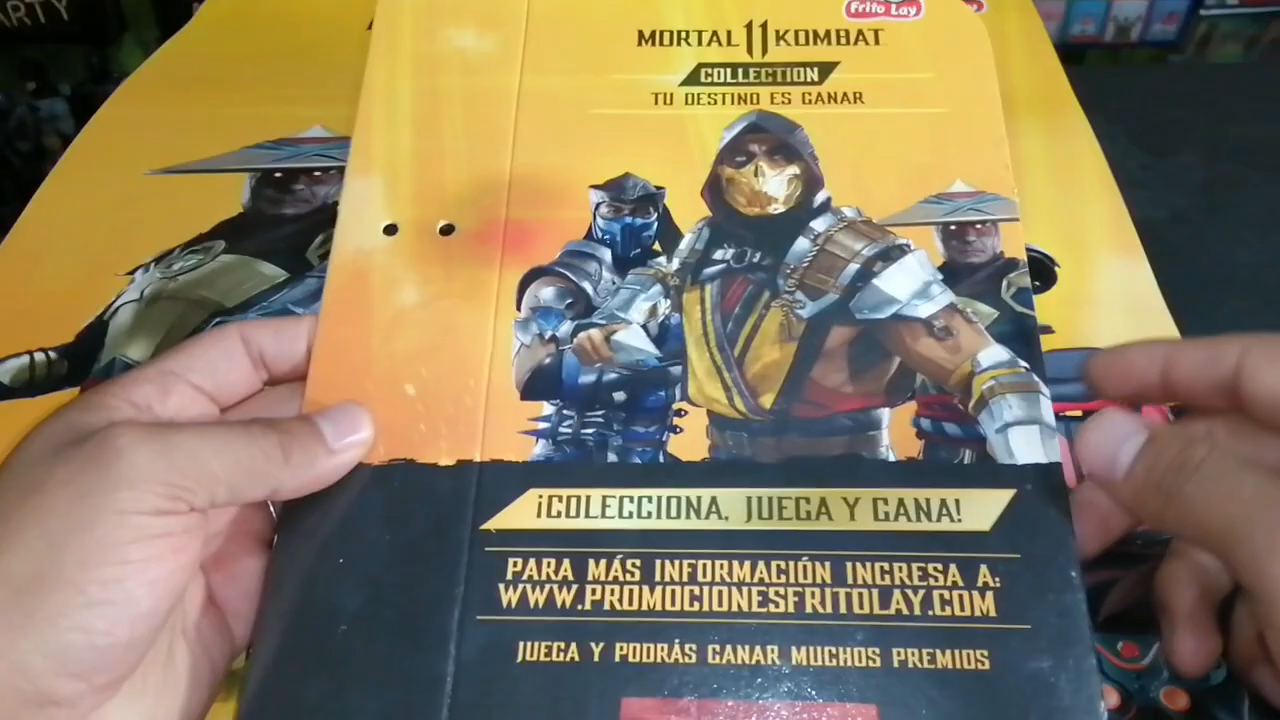 ARTY
Frito Lay
MORTAL 11 KOMBAT
COLLECTION
TU DESTINO ES GANAR
¡COLECCIONA, JUEGA Y GANA!
PARA MÁS INFORMACIÓN INGRESA A:
WWW.PROMOCIONESFRITOLAY.COM
JUEGA Y PODRÁS GANAR MUCHOS PREMIOS